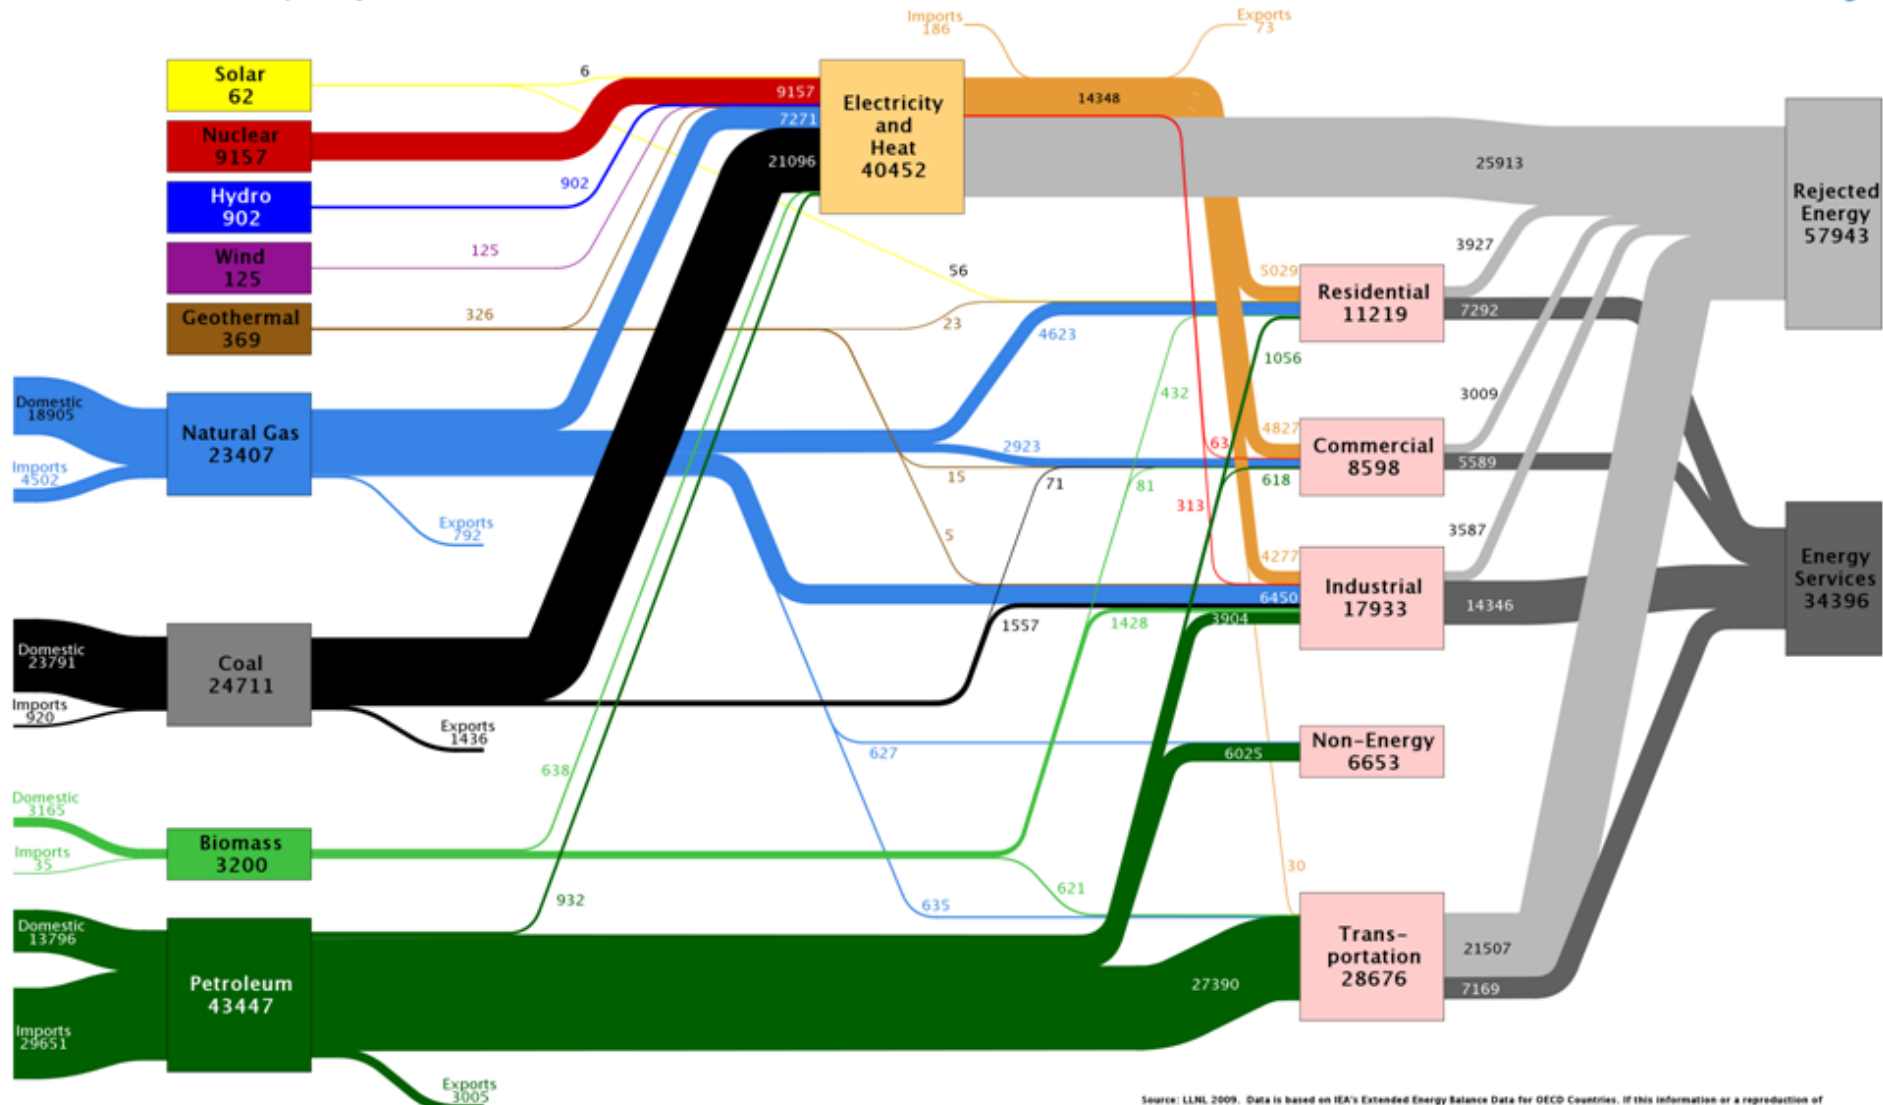 Imports
186
Exports
73
Solar
62
6
Nuclear
9157
9157
Hydro
902
902
Wind
125
125
Geothermal
369
326
7271
21096
Electricity
and
Heat
40452
14348
25913
Rejected
Energy
57943
56
23
4623
5029
Residential
11219
3927
7292
1056
432
Domestic
18905
Imports
4502
Natural Gas
23407
Exports
792
2923
15
71
81
63
4827
618
Commercial
8598
3009
5589
313
5
4277
6450
3904
Industrial
17933
3587
14346
Energy
Services
34396
Domestic
23791
Imports
920
Coal
24711
Exports
1436
1557
1428
627
6025
Non-Energy
6653
638
Domestic
3165
Imports
35
Biomass
3200
932
635
621
30
Domestic
13796
Imports
29651
Petroleum
43447
Exports
3005
27390
Trans-
portation
28676
21507
7169
Source: LLNL 2009. Data is based on IEA's Extended Energy Balance Data for OECD Countries. If this information or a reproduction of